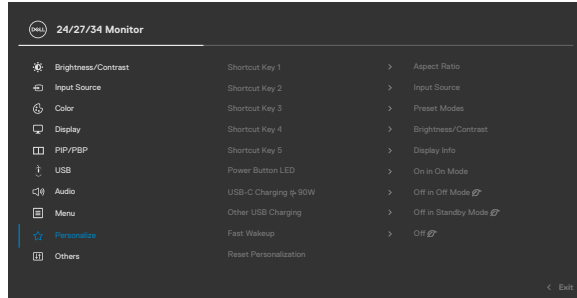 DELL
24/27/34 Monitor
Brightness/Contrast Shortcut Key 1 > Aspect Ratio
Input Source Shortcut Key 2 > Input Source
Color Shortcut Key 3 > Preset Modes
Display Shortcut Key 4 > Brightness/Contrast
PIP/PBP Shortcut Key 5 > Display Info
USB Power Button LED > On in On Mode
Audio USB-C Charging 90W > Off in Off Mode
Menu Other USB Charging > Off in Standby Mode
Personalize Fast Wakeup > Off
Others Reset Personalization
< Exit